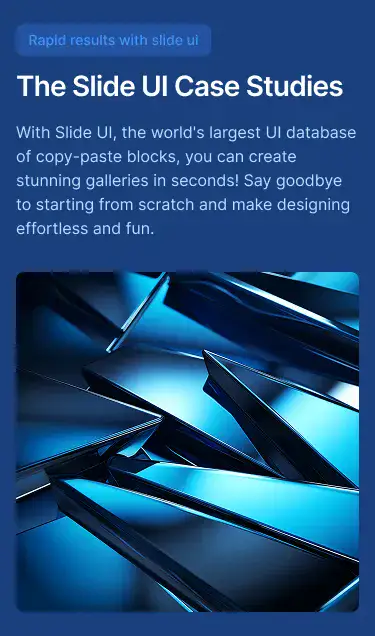 Rapid results with slide ui
The Slide UI Case Studies
With Slide UI, the world's largest UI database
of copy-paste blocks, you can create
stunning galleries in seconds! Say goodbye
to starting from scratch and make designing
effortless and fun.